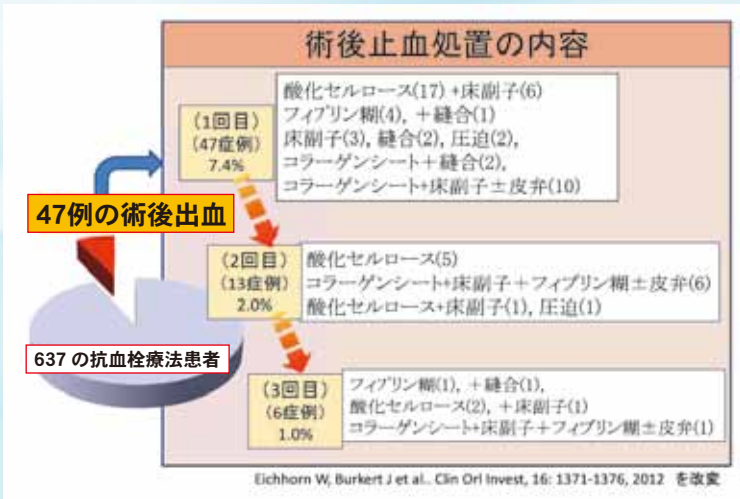 術後止血処置の内容
(1回目)
(47症例)
7.4%
酸化セルロース(17) +床副子(6)
フィブリン糊(4), +縫合(1)
床副子(3), 縫合(2), 圧迫(2),
コラーゲンシート+縫合(2),
コラーゲンシート+床副子±皮弁(10)
47例の術後出血
(2回目)
(13症例)
2.0%
酸化セルロース(5)
コラーゲンシート+床副子+フィブリン糊±皮弁(6)
酸化セルロース+床副子(1), 圧迫(1)
637の抗血栓療法患者
(3回目)
(6症例)
1.0%
フィブリン糊(1), +縫合(1),
酸化セルロース(2), +床副子(1)
コラーゲンシート+床副子+フィブリン糊±皮弁(1)
Eichhorn W, Burkert J et al.. Clin Orl Invest, 16: 1371-1376, 2012 を改変